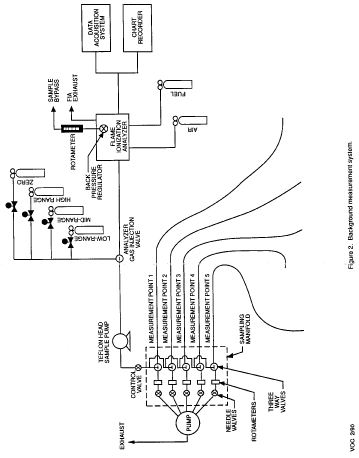 DATA
ACQUISITION
SYSTEM
CHART
RECORDER
SAMPLE
BYPASS
FIA
EXHAUST
ROTAMETER
FLAME
IONIZATION
ANALYZER
FUEL
AIR
BACK
PRESSURE
REGULATOR
ZERO
HIGH-RANGE
MID-RANGE
LOW-RANGE
ANALYZER
GAS INJECTION
VALVE
TEFLON HEAD
SAMPLE PUMP
MEASUREMENT POINT 1
MEASUREMENT POINT 2
MEASUREMENT POINT 3
MEASUREMENT POINT 4
MEASUREMENT POINT 5
CONTROL
VALVE
SAMPLING
MANIFOLD
EXHAUST
PUMP
NEEDLE
VALVES
ROTAMETERS
THREE
WAY
VALVES
Figure 2. Background measurement system.
VOC 2/90